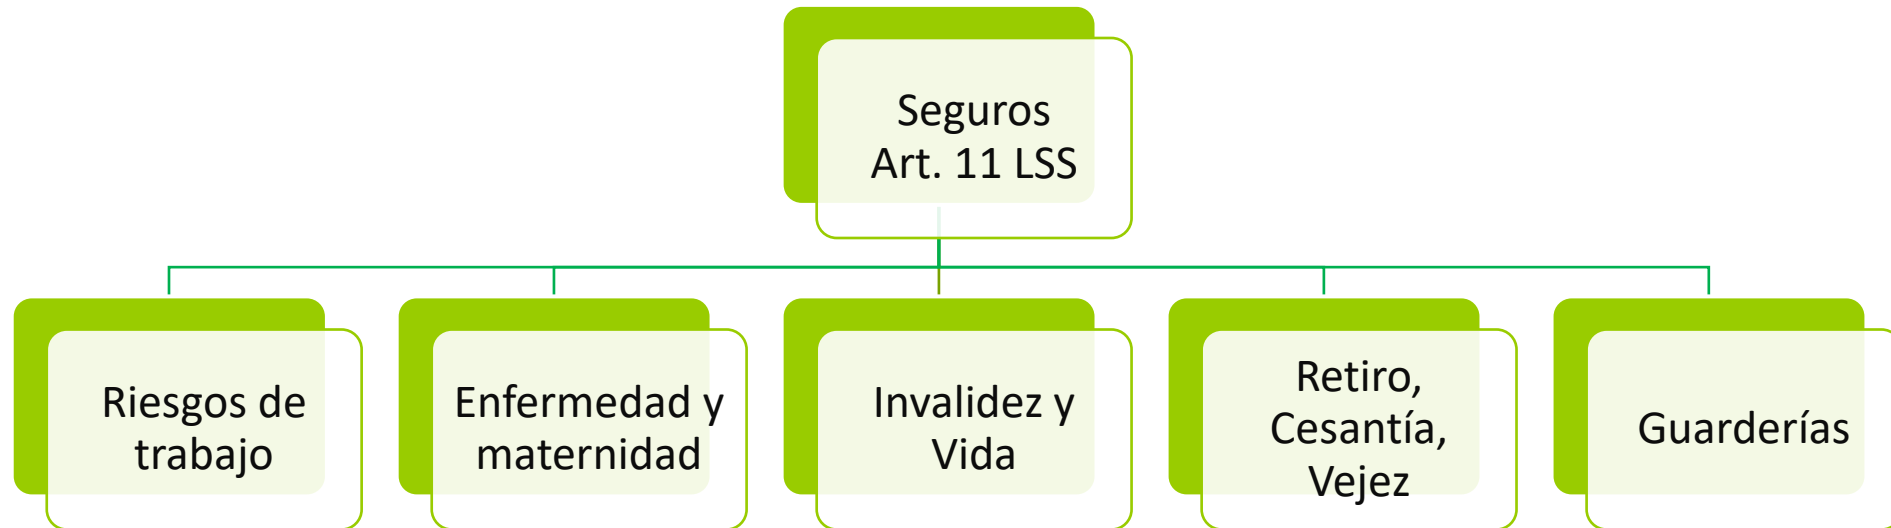 Seguros
Art. 11 LSS
Riesgos de
trabajo
Enfermedad y
maternidad
Invalidez y
Vida
Retiro,
Cesantía,
Vejez
Guarderías